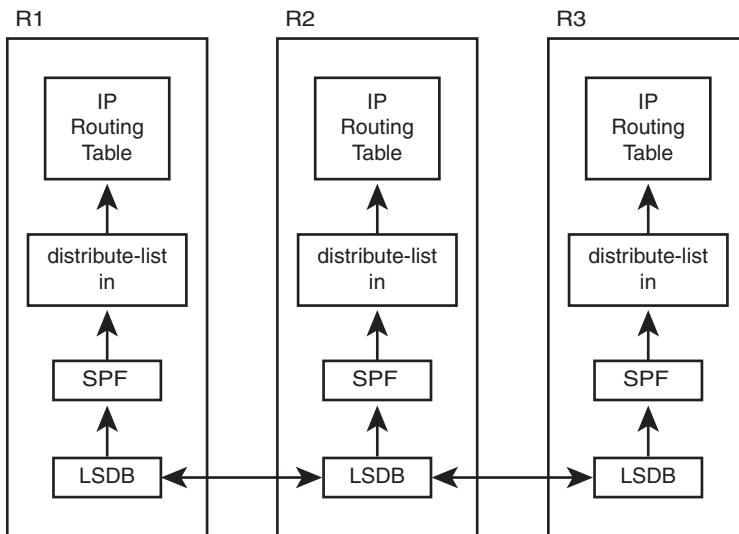 R1
IP
Routing
Table
distribute-list
in
SPF
LSDB
R2
IP
Routing
Table
distribute-list
in
SPF
LSDB
R3
IP
Routing
Table
distribute-list
in
SPF
LSDB